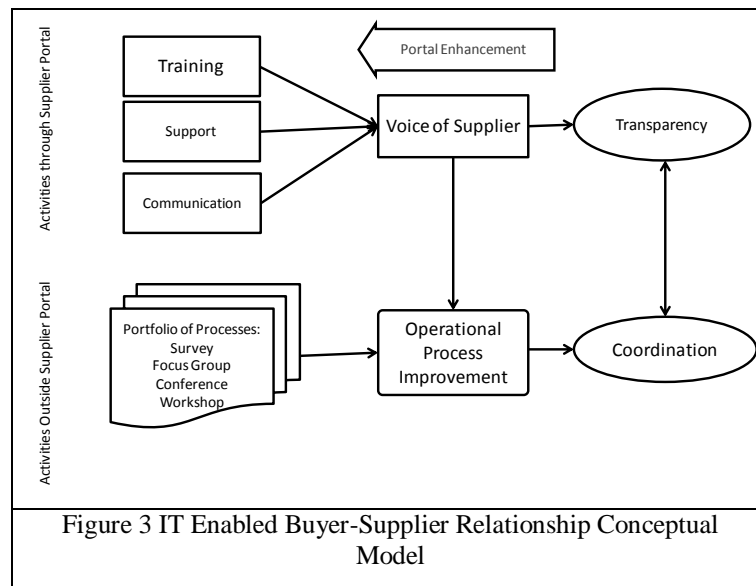 Activities through Supplier Portal
Portal Enhancement
Training
Support
Communication
Voice of Supplier
Transparency
Activities Outside Supplier Portal
Portfolio of Processes:
Survey
Focus Group
Conference
Workshop
Operational
Process
Improvement
Coordination
Figure 3 IT Enabled Buyer-Supplier Relationship Conceptual
Model